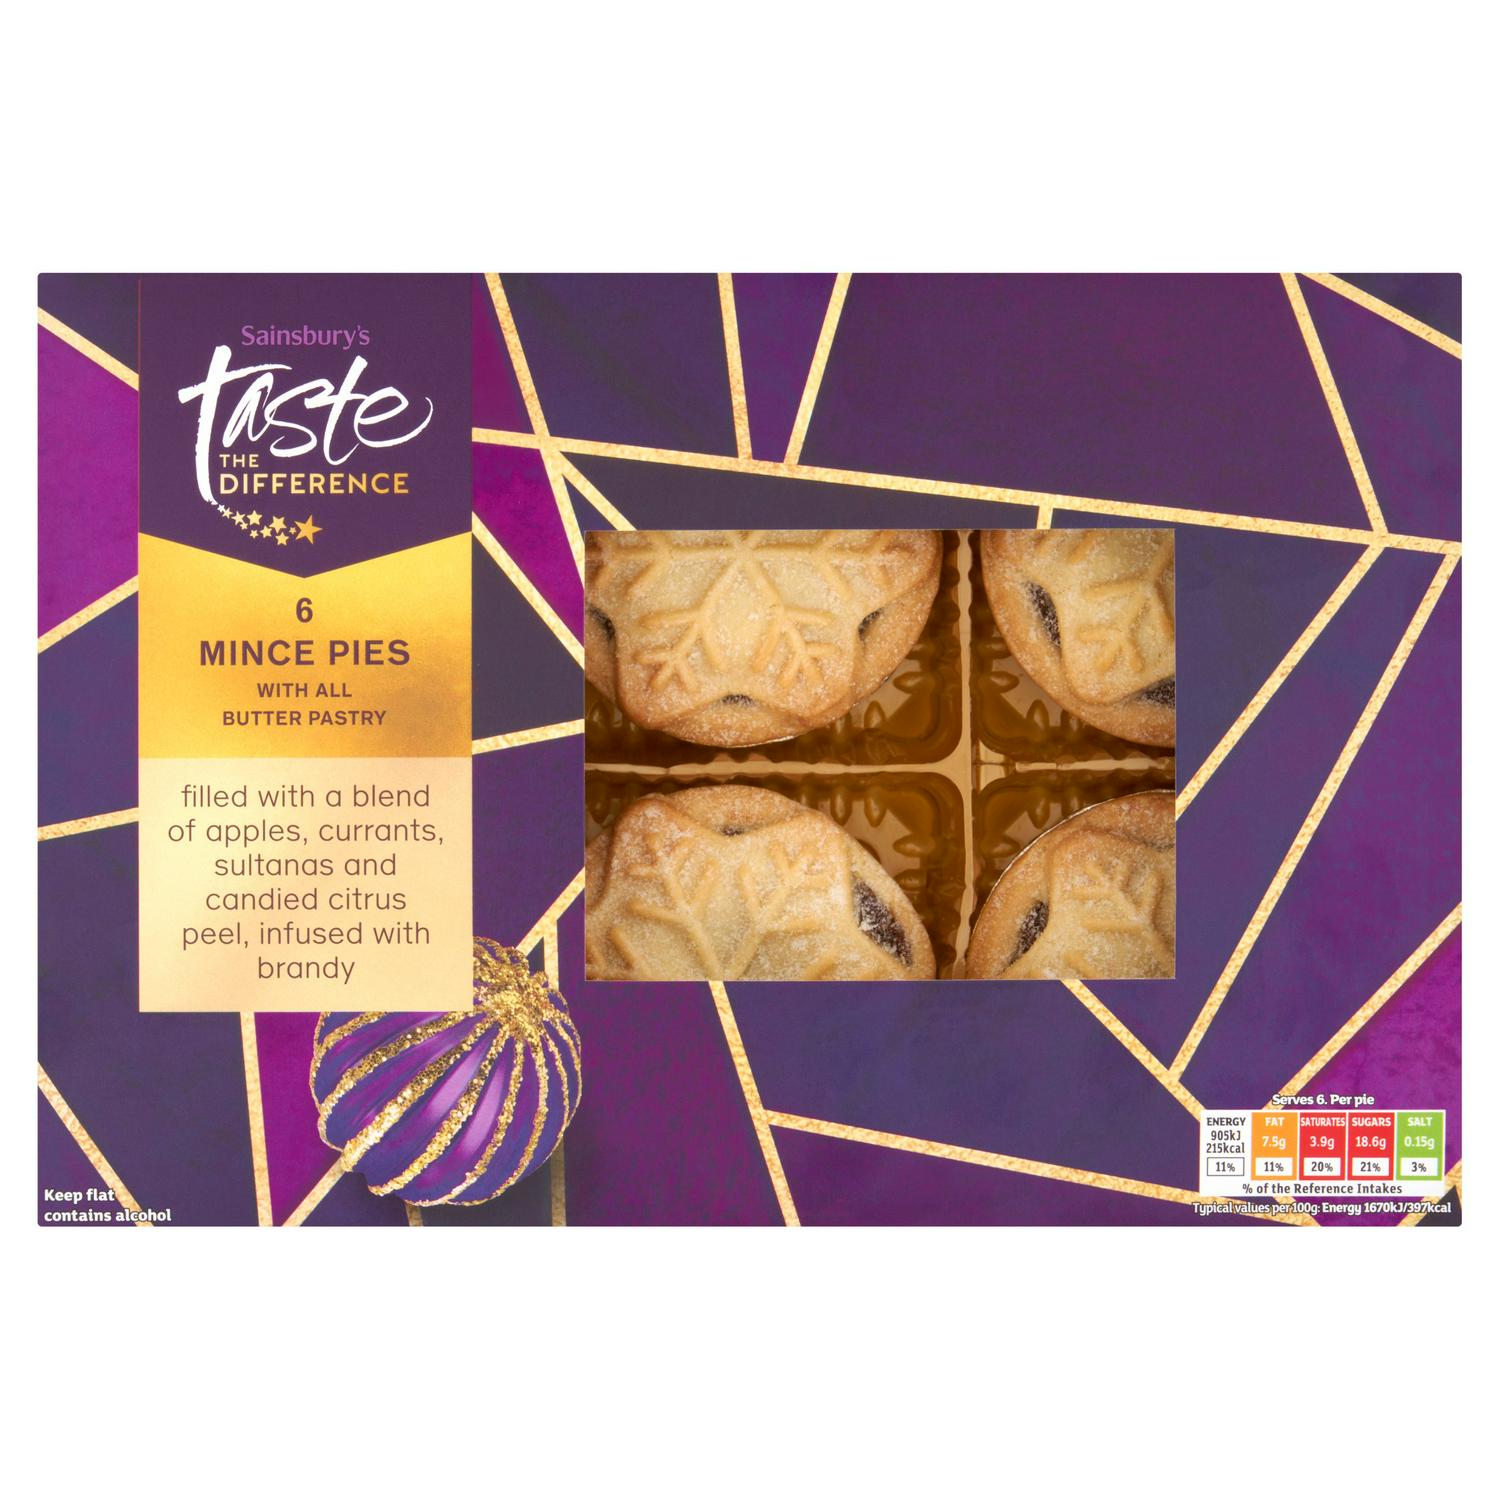 Sainsbury's
taste
THE
DIFFERENCE
6
MINCE PIES
WITH ALL
BUTTER PASTRY
filled with a blend
of apples, currants,
sultanas and
candied citrus
peel, infused with
brandy
Keep flat
contains alcohol
Serves 6. Per pie
ENERGY FAT SATURATES SUGARS SALT
905kJ 7.5g 3.9g 18.6g 0.15g
215kcal
11% 11% 20% 21% 3%
% of the Reference Intakes
Typical values per 100g: Energy 1670kJ/397kcal